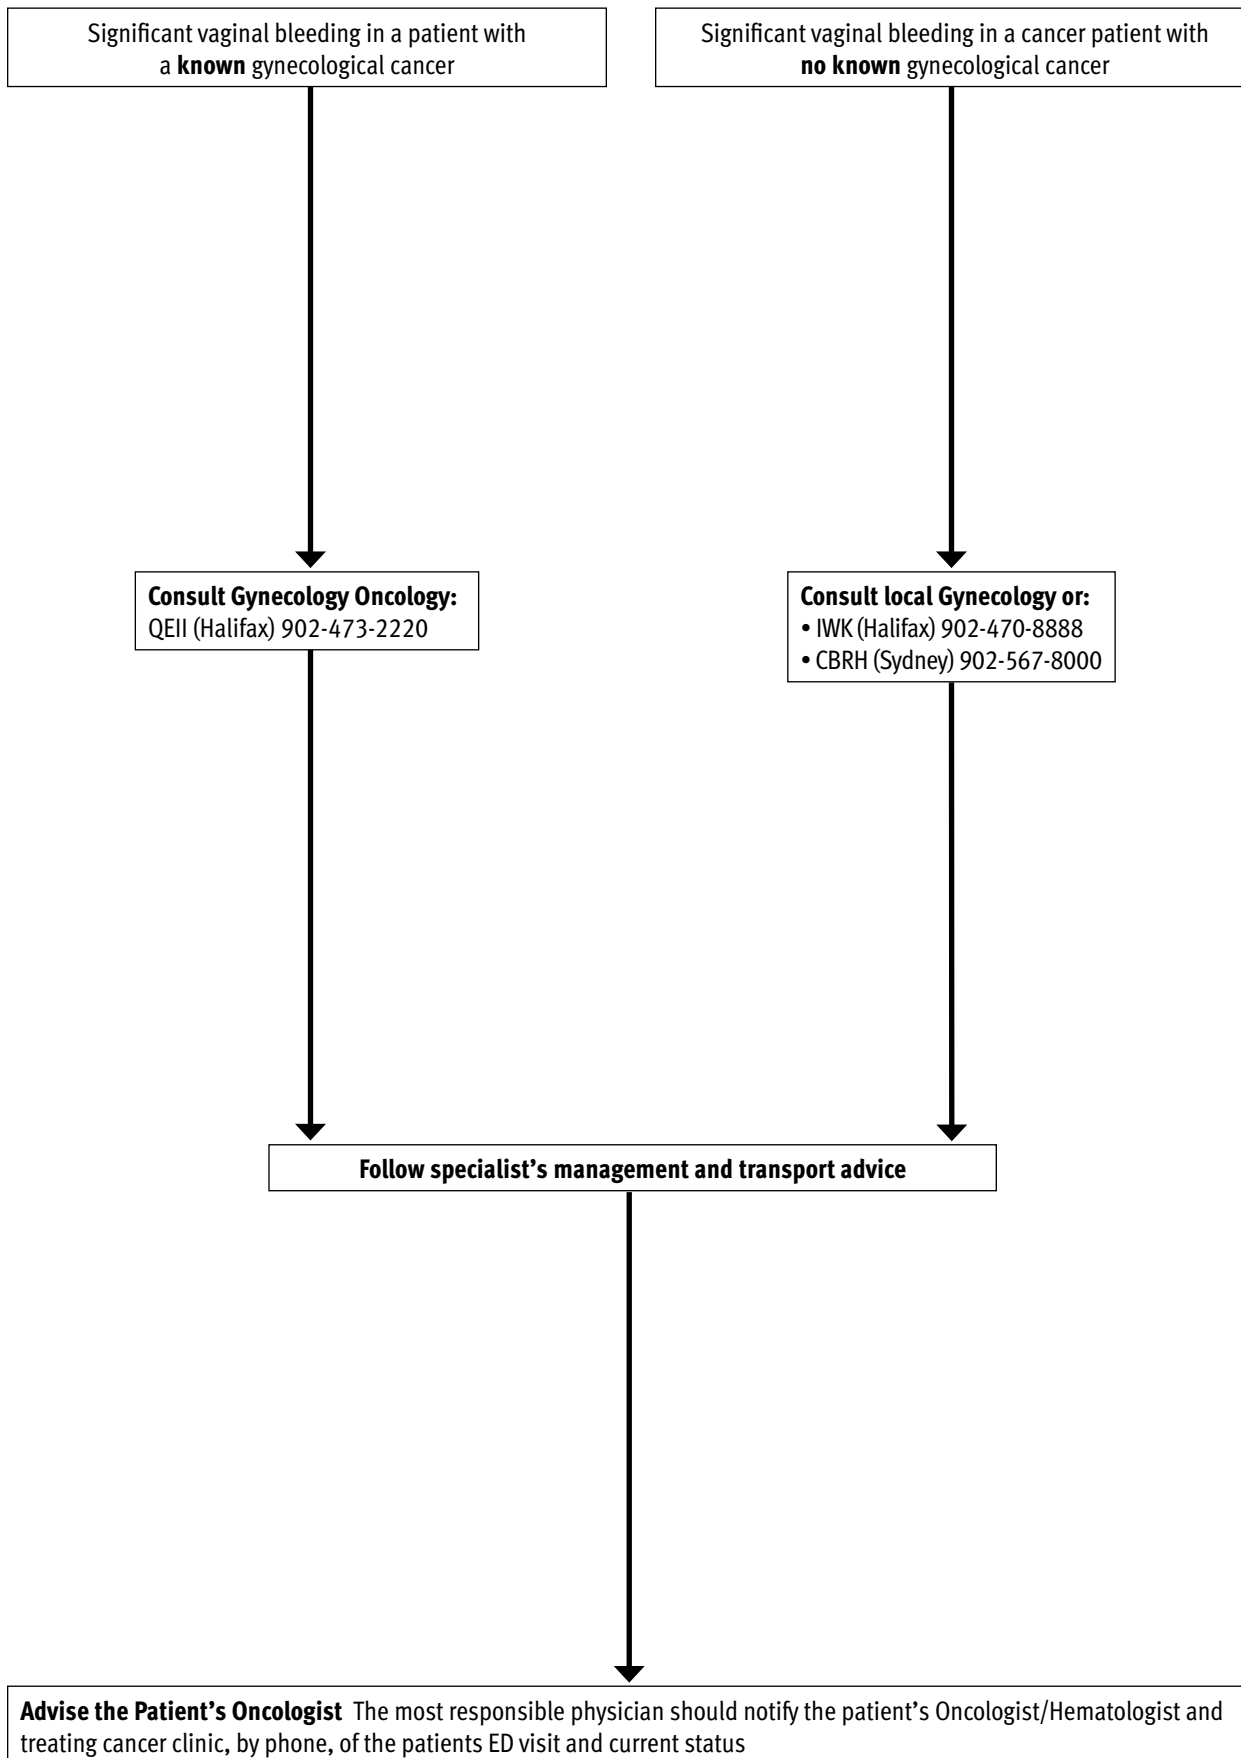 Significant vaginal bleeding in a patient with
a known gynecological cancer
Significant vaginal bleeding in a cancer patient with
no known gynecological cancer
Consult Gynecology Oncology:
QEII (Halifax) 902-473-2220
Consult local Gynecology or:
• IWK (Halifax) 902-470-8888
• CBRH (Sydney) 902-567-8000
Follow specialist’s management and transport advice
Advise the Patient’s Oncologist The most responsible physician should notify the patient’s Oncologist/Hematologist and
treating cancer clinic, by phone, of the patients ED visit and current status